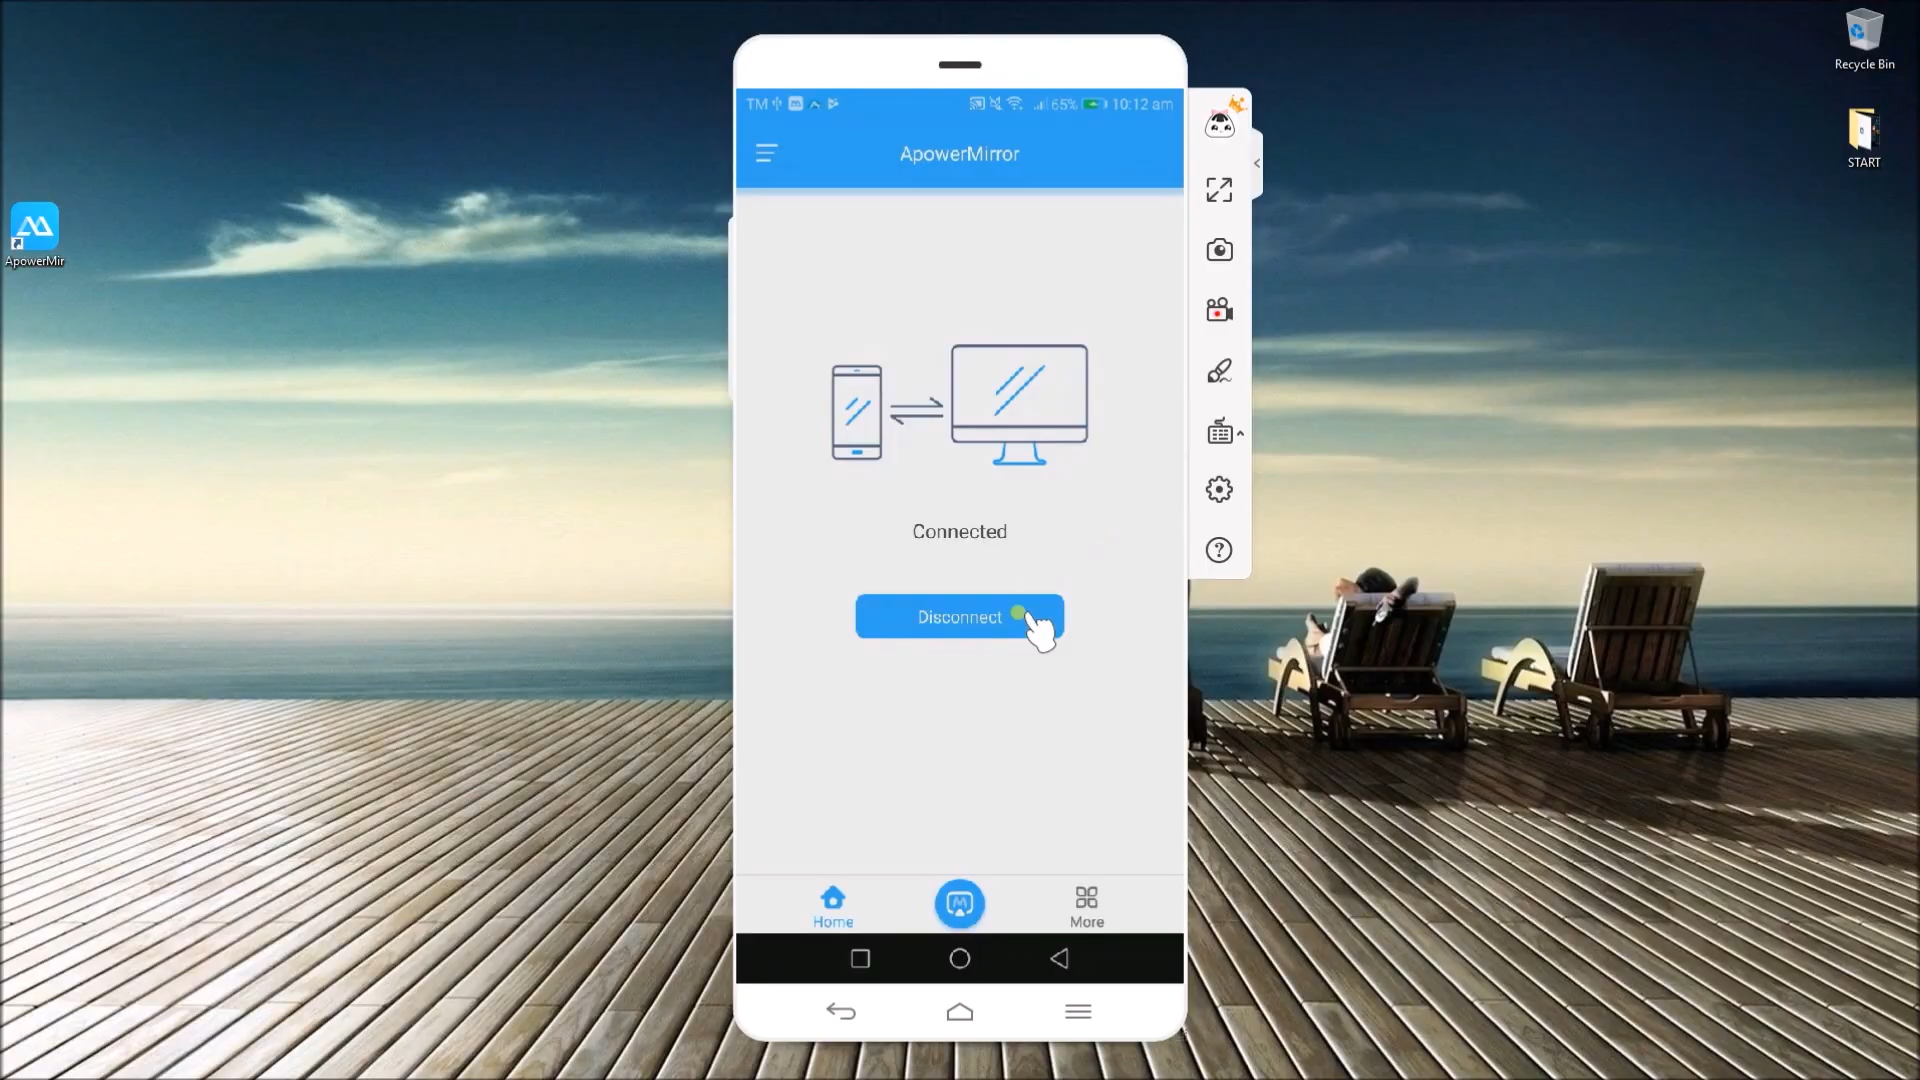 Recycle Bin
START
ApowerMir
TM 65% 10:12 am
ApowerMirror
Connected
Disconnect
Home
More